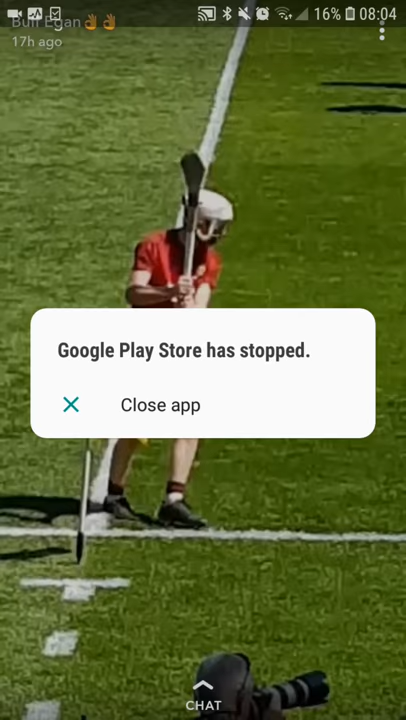 16% 08:04
Bull Egan👌👌
17h ago
Google Play Store has stopped.
Close app
CHAT